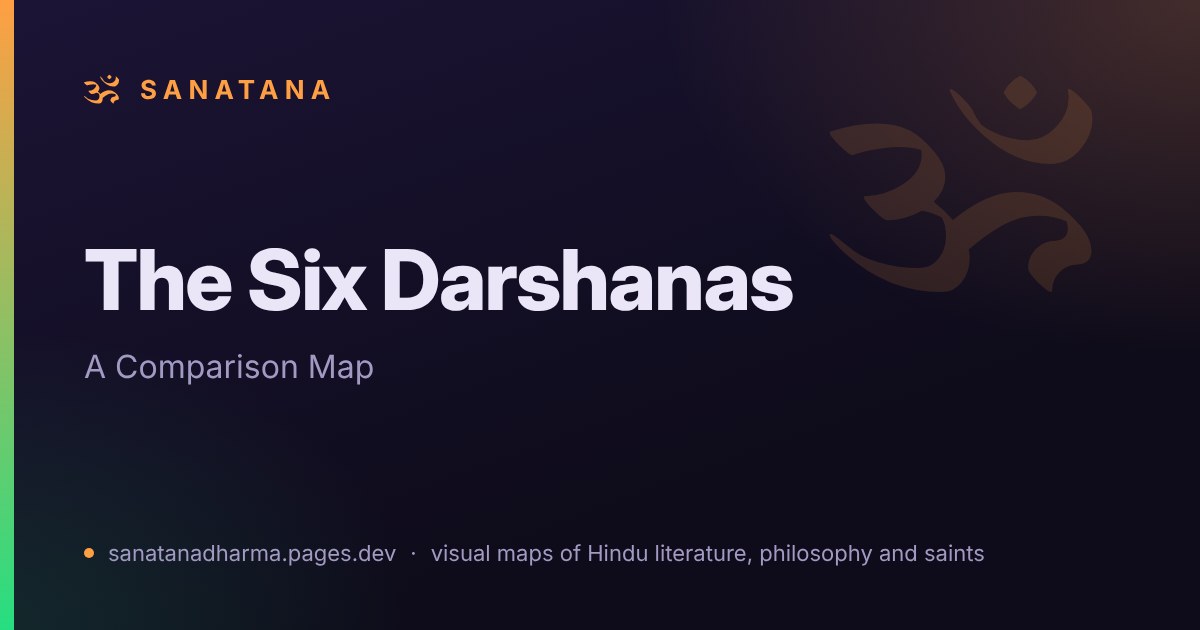 ॐ SANATANA
ॐ
The Six Darshanas
A Comparison Map
sanatanadharma.pages.dev · visual maps of Hindu literature, philosophy and saints